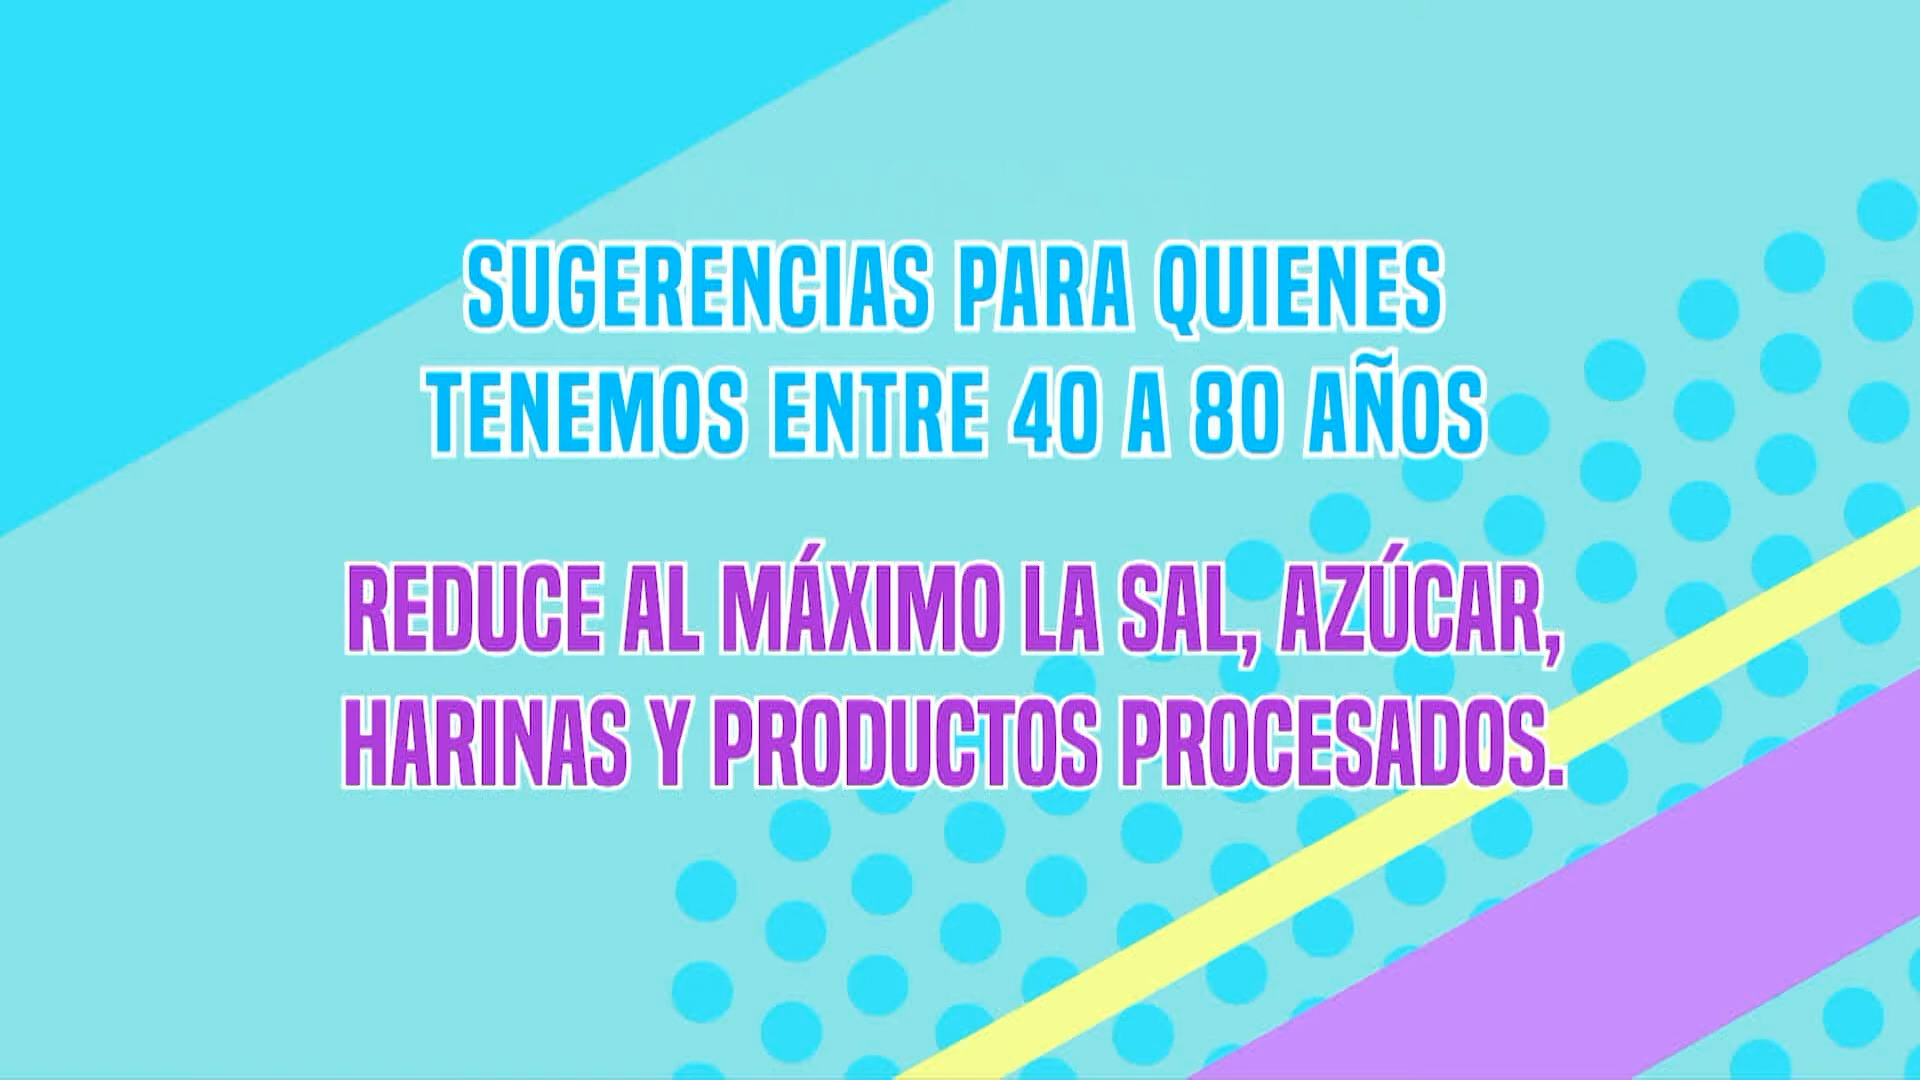 SUGERENCIAS PARA QUIENES
TENEMOS ENTRE 40 A 80 AÑOS
REDUCE AL MÁXIMO LA SAL, AZÚCAR,
HARINAS Y PRODUCTOS PROCESADOS.